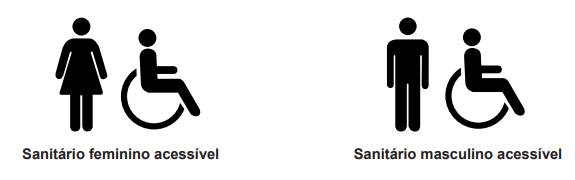 Sanitário feminino acessível
Sanitário masculino acessível